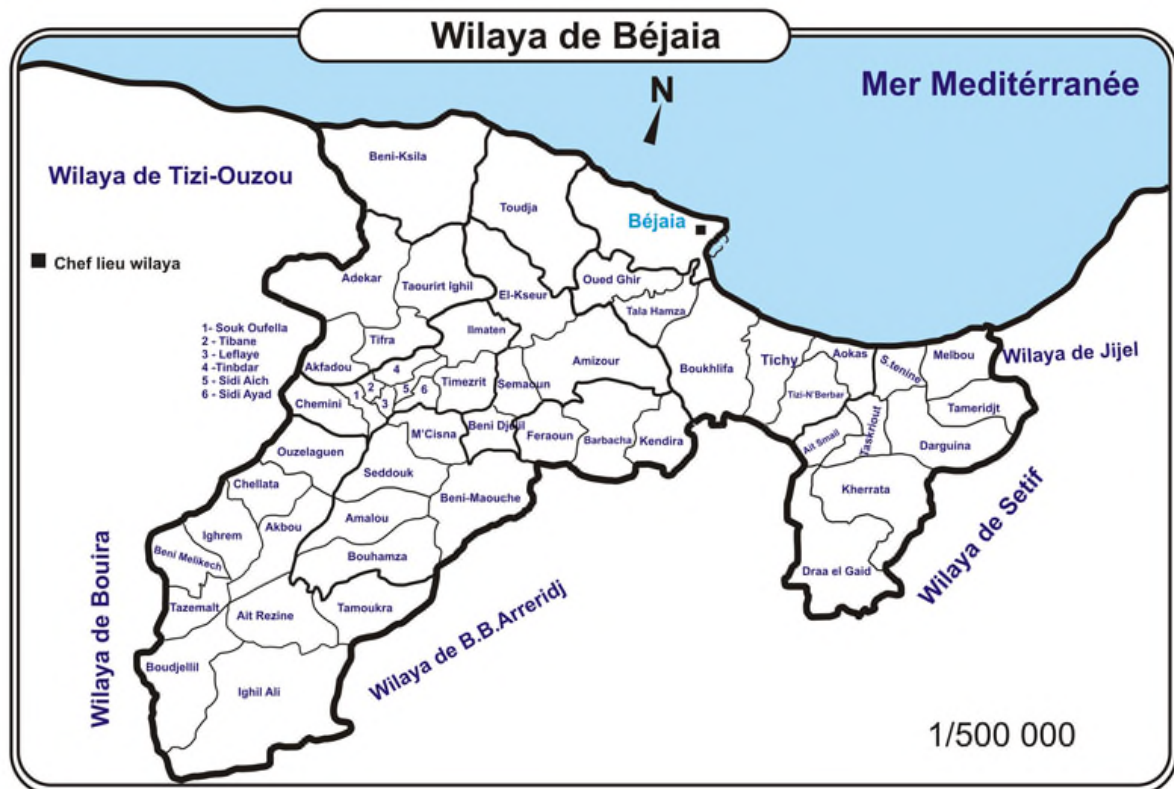 Wilaya de Béjaia
Mer Meditérranée
N
Wilaya de Tizi-Ouzou
Beni-Ksila
Toudja
Béjaia
Chef lieu wilaya
Adekar
Taourirt Ighil
El-Kseur
Oued Ghir
Tala Hamza
1- Souk Oufella
2 - Tibane
3 - Leflaye
4 -Tinbdar
5 - Sidi Aich
6 - Sidi Ayad
Tifra
Ilmaten
Akfadou
Amizour
Boukhlifa
Tichy
Aokas
S.tenine
Melbou
Wilaya de Jijel
4
1
2
3
5
6
Timezrit
Semaoun
Chemini
Tizi-N'Berbar
Tameridjt
M'Cisna
Beni Djelil
Feraoun
Barbacha
Kendira
Ait Smail
Taskriout
Darguina
Ouzelaguen
Seddouk
Chellata
Beni-Maouche
Kherrata
Akbou
Amalou
Ighrem
Beni Melikech
Bouhamza
Draa el Gaid
Wilaya de Setif
Tazemalt
Ait Rezine
Tamoukra
Wilaya de Bouira
Wilaya de B.B.Arreridj
Boudjellil
Ighil Ali
1/500 000